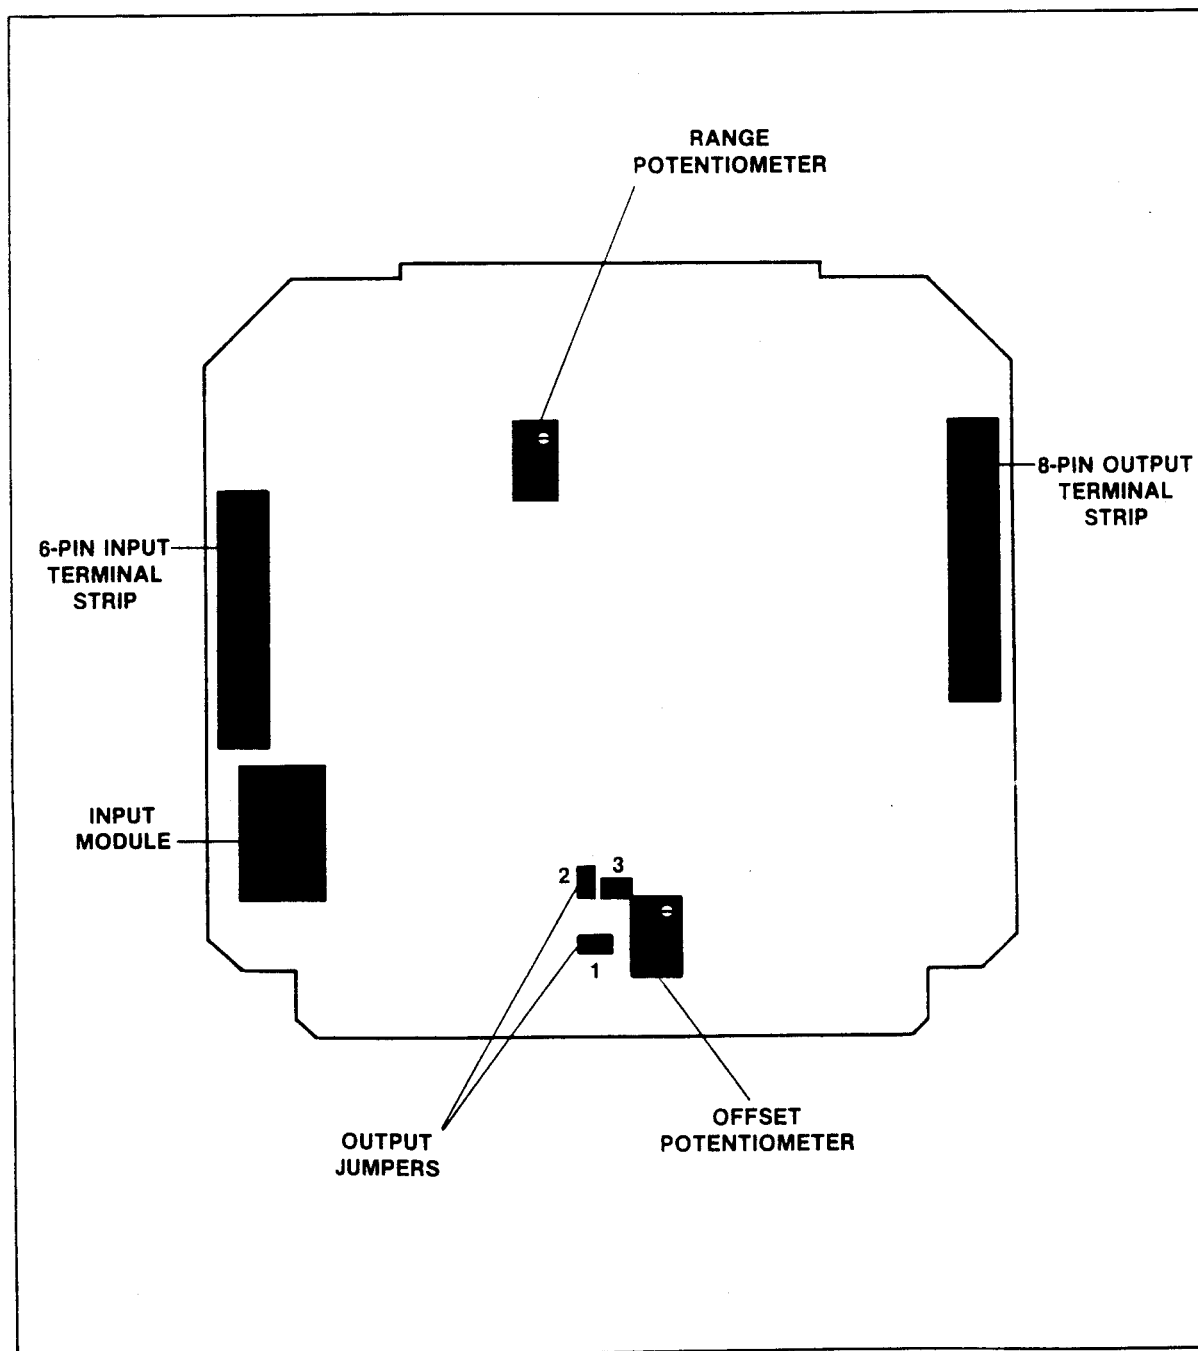 RANGE
POTENTIOMETER
8-PIN OUTPUT
TERMINAL
STRIP
6-PIN INPUT
TERMINAL
STRIP
INPUT
MODULE
2
3
1
OUTPUT
JUMPERS
OFFSET
POTENTIOMETER